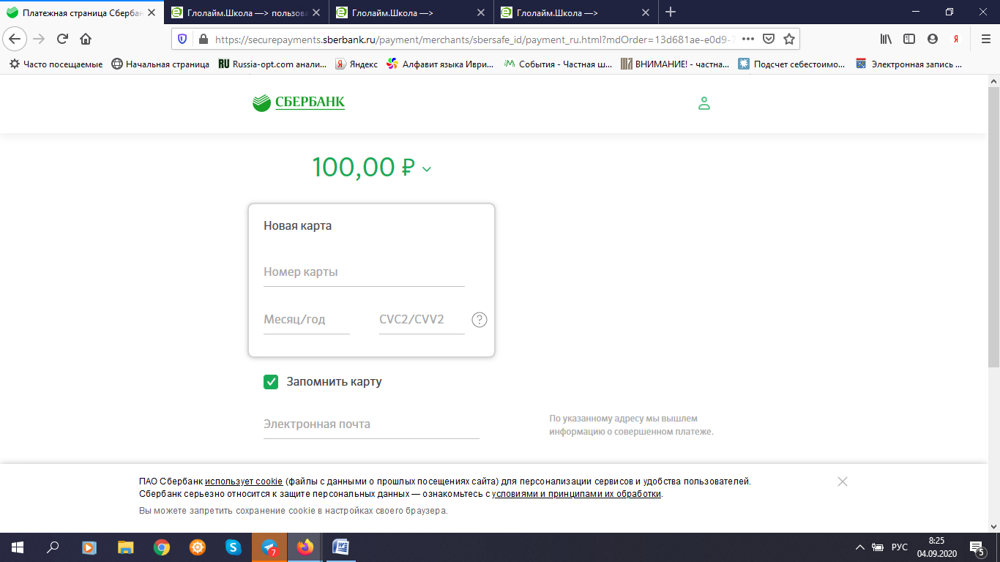 Платежная страница Сбербан
Глолайм.Школа —> пользова
Глолайм.Школа —>
Глолайм.Школа —>
https://securepayments.sberbank.ru/payment/merchants/sbersafe_id/payment_ru.html?mdOrder=13d681ae-e0d9-7
Часто посещаемые
Начальная страница
RU Russia-opt.com анали...
Яндекс
Алфавит языка Иври...
События - Частная ш...
ВНИМАНИЕ! - частна...
Подсчет себестоимо...
Электронная запись ...
СБЕРБАНК
100,00 ₽
Новая карта
Номер карты
Месяц/год
CVC2/CVV2
?
Запомнить карту
Электронная почта
По указанному адресу мы вышлем
информацию о совершенном платеже.
ПАО Сбербанк использует cookie (файлы с данными о прошлых посещениях сайта) для персонализации сервисов и удобства пользователей.
Сбербанк серьезно относится к защите персональных данных — ознакомьтесь с условиями и принципами их обработки.
Вы можете запретить сохранение cookie в настройках своего браузера.
7
РУС
8:25
04.09.2020
5